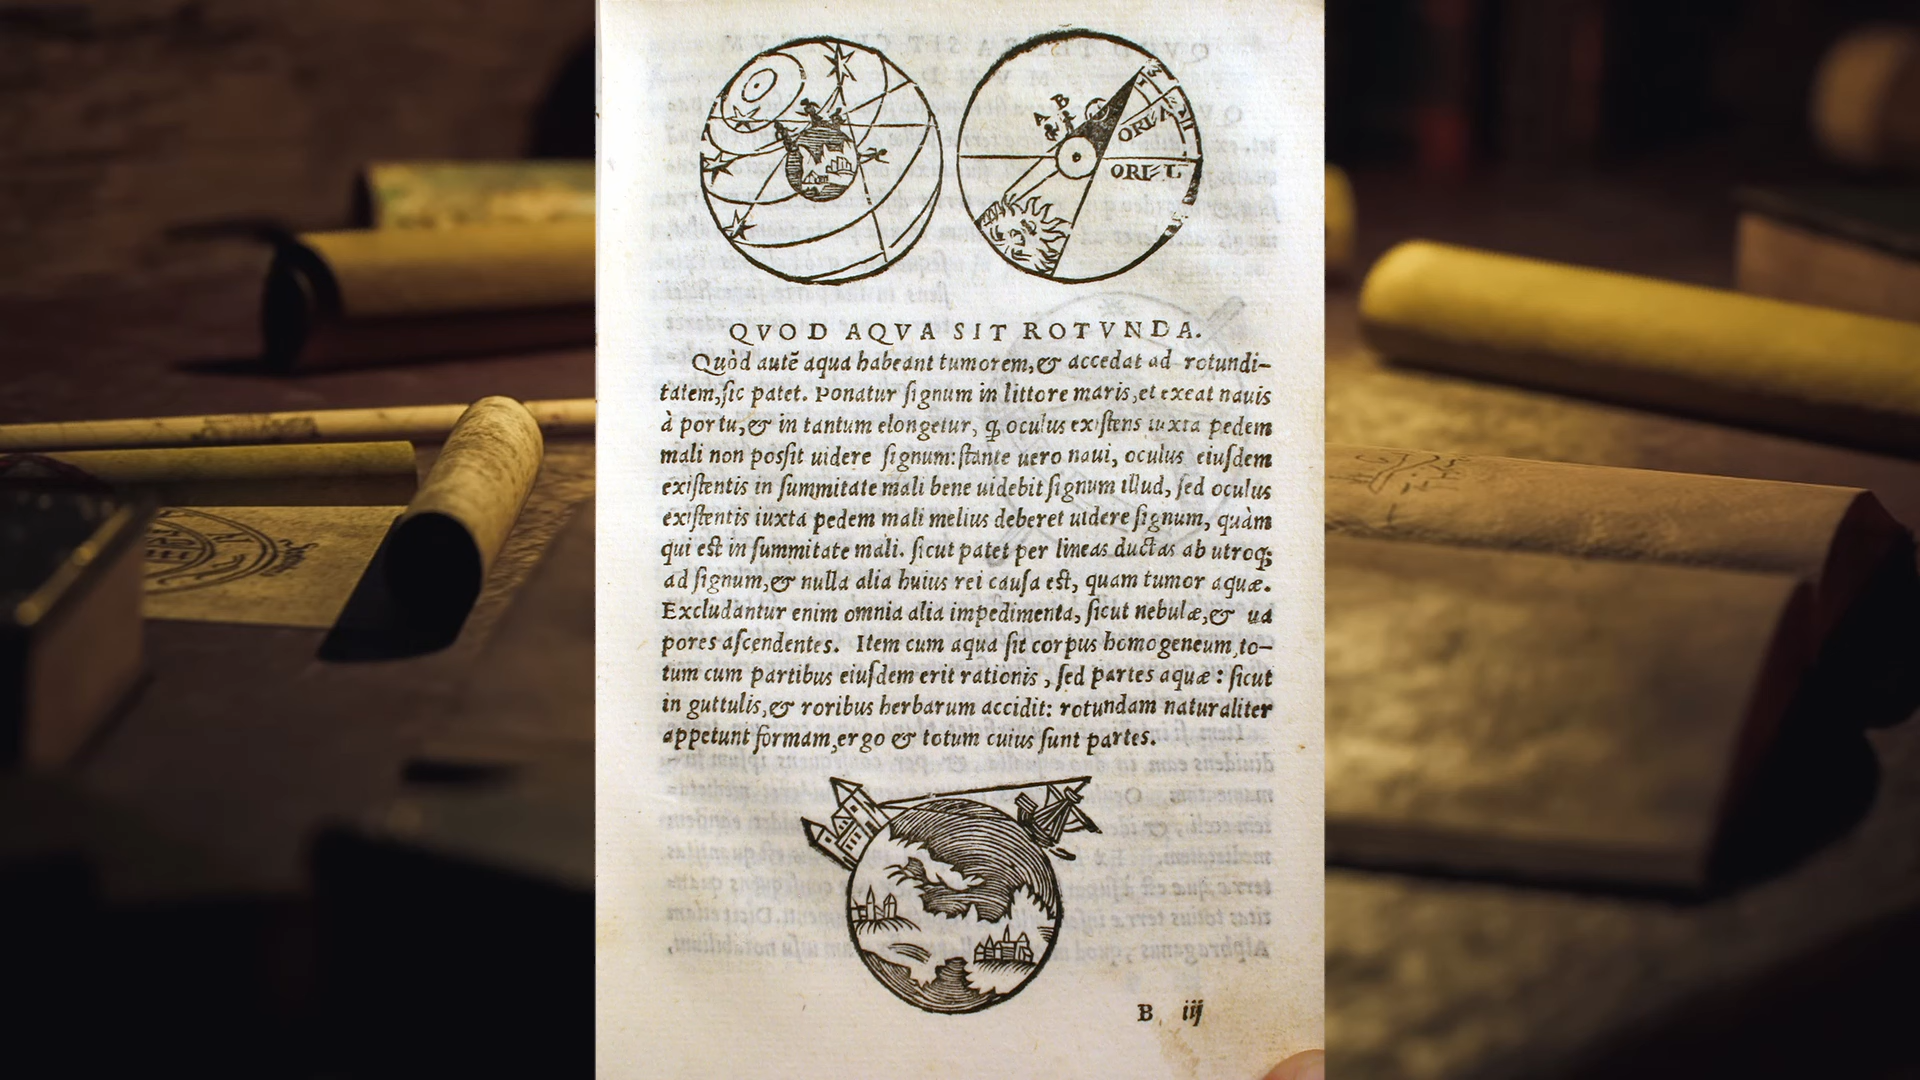 A
B
ORIĒ A
ORIĒ L
QVOD AQVA SIT ROTVNDA.
Quòd autẽ aqua habeant tumorem,& accedat ad rotundi-
tatem,ſic patet. Ponatur ſignum in littore maris,et exeat nauis
à portu,& in tantum elongetur, ꝙ oculus exiſtens iuxta pedem
mali non poſsit uidere ſignum:ſtante uero naui, oculus eiuſdem
exiſtentis in ſummitate mali bene uidebit ſignum illud, ſed oculus
exiſtentis iuxta pedem mali melius deberet uidere ſignum, quàm
qui eſt in ſummitate mali. ſicut patet per lineas ductas ab utroq;
ad ſignum,& nulla alia huius rei cauſa eſt, quam tumor aquæ.
Excludantur enim omnia alia impedimenta, ſicut nebulæ,& ua
pores aſcendentes. Item cum aqua ſit corpus homogeneum,to-
tum cum partibus eiuſdem erit rationis, ſed partes aquæ: ſicut
in guttulis,& roribus herbarum accidit: rotundam naturaliter
appetunt formam,ergo & totum cuius ſunt partes.
B iij